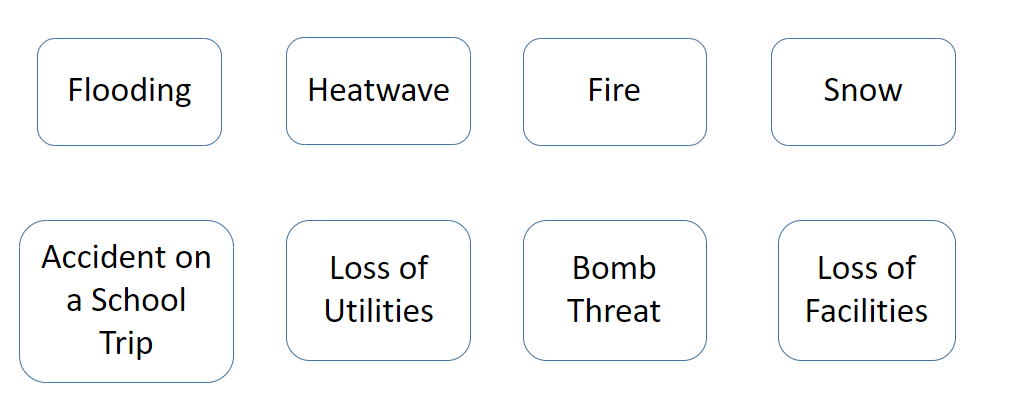 Flooding
Heatwave
Fire
Snow
Accident on
a School
Trip
Loss of
Utilities
Bomb
Threat
Loss of
Facilities